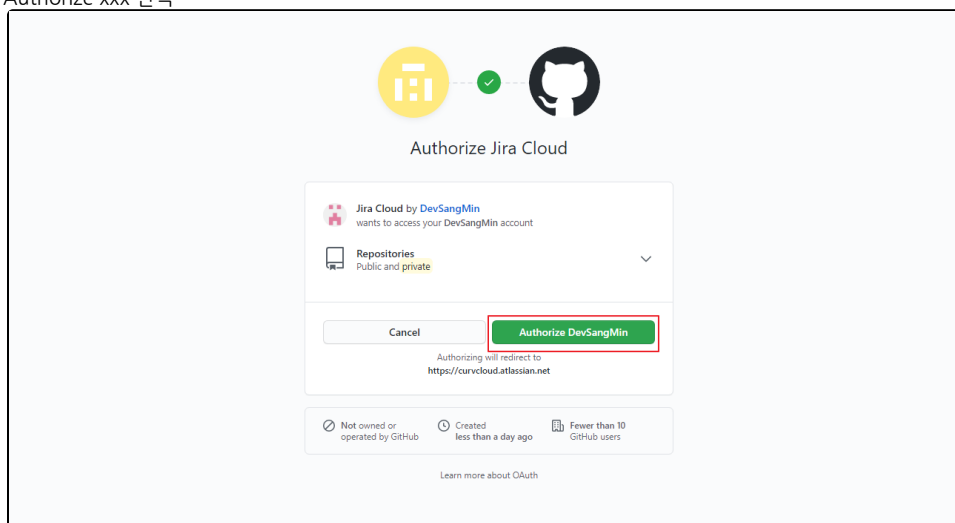 Authorize xxx
Authorize Jira Cloud
Jira Cloud by DevSangMin
wants to access your DevSangMin account
Repositories
Public and private
Cancel
Authorize DevSangMin
Authorizing will redirect to
https://curvcloud.atlassian.net
Not owned or
operated by GitHub
Created
less than a day ago
Fewer than 10
GitHub users
Learn more about OAuth